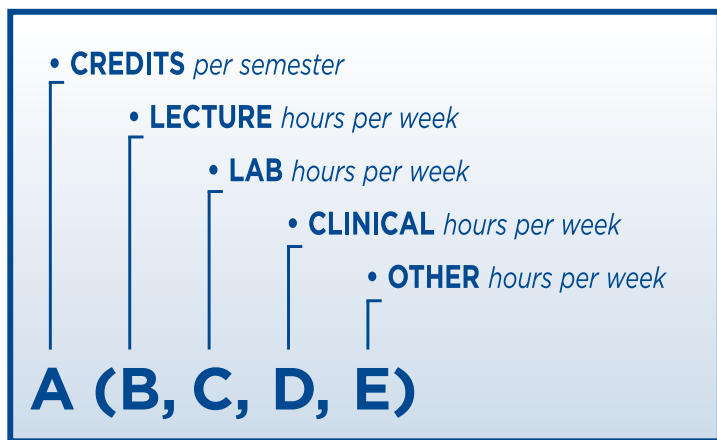 • CREDITS per semester
• LECTURE hours per week
• LAB hours per week
• CLINICAL hours per week
• OTHER hours per week
A (B, C, D, E)